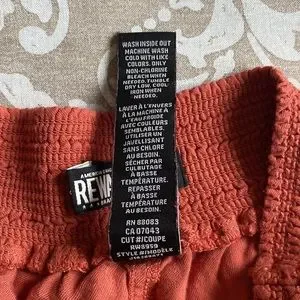 WASH INSIDE OUT
MACHINE WASH
COLD WITH LIKE
COLORS. ONLY
NON-CHLORINE
BLEACH WHEN
NEEDED. TUMBLE
DRY LOW. COOL
IRON WHEN
NEEDED.
LAVER À L'ENVERS
À LA MACHINE À
L'EAU FROIDE
AVEC COULEURS
SEMBLABLES.
UTILISER UN
JAVELLISANT
SANS CHLORE
AU BESOIN.
SÉCHER PAR
CULBUTAGE
À BASSE
TEMPÉRATURE.
REPASSER
À BASSE
TEMPÉRATURE
AU BESOIN.
RN 88083
CA 07043
CUT #/COUPE
RW8959
STYLE #/MODÈLE